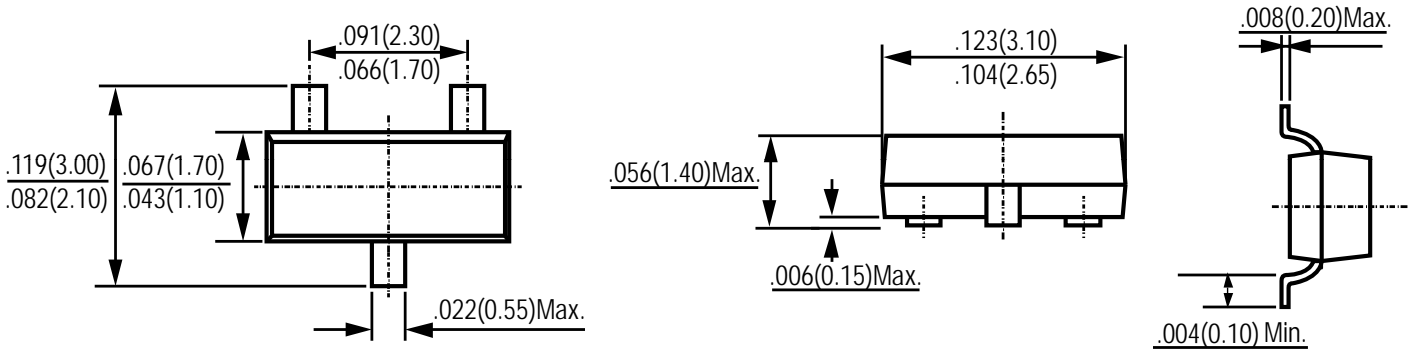 .091(2.30)
.066(1.70)
.119(3.00)
.082(2.10)
.067(1.70)
.043(1.10)
.022(0.55)Max.
.123(3.10)
.104(2.65)
.056(1.40)Max.
.006(0.15)Max.
.008(0.20)Max.
.004(0.10) Min.